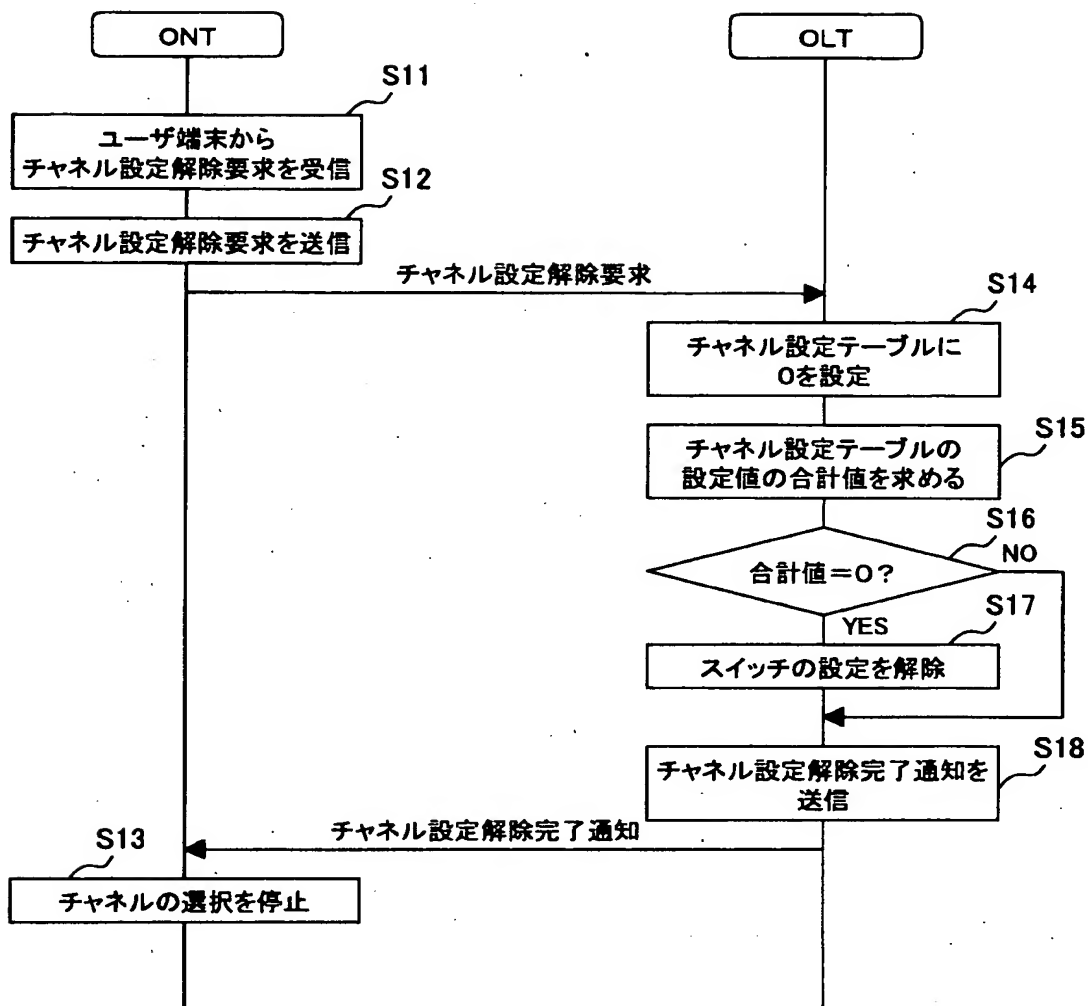 ONT
OLT
S11
ユーザ端末から
チャネル設定解除要求を受信
S12
チャネル設定解除要求を送信
チャネル設定解除要求
S14
チャネル設定テーブルに
0を設定
S15
チャネル設定テーブルの
設定値の合計値を求める
S16
合計値＝0？
NO
YES
S17
スイッチの設定を解除
S18
チャネル設定解除完了通知を
送信
チャネル設定解除完了通知
S13
チャネルの選択を停止